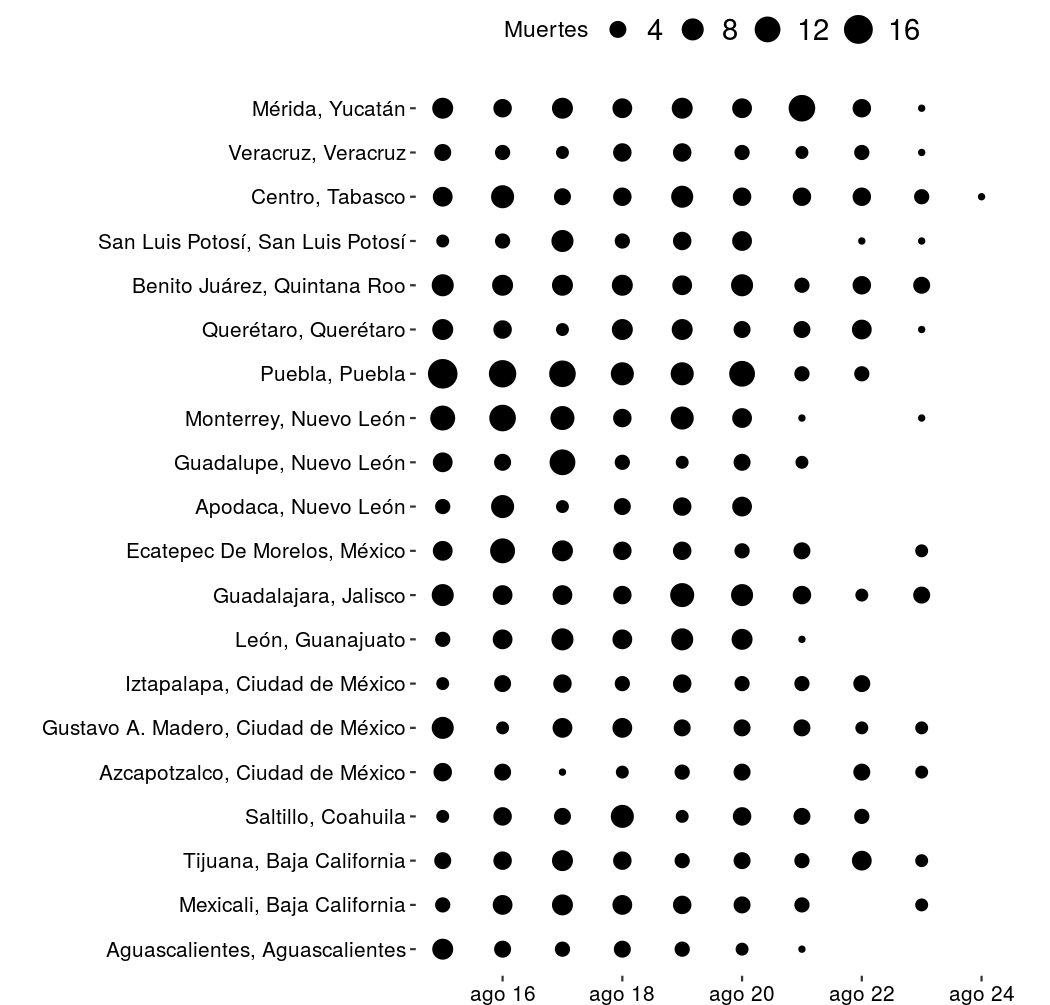 Muertes 4 8 12 16
Mérida, Yucatán
Veracruz, Veracruz
Centro, Tabasco
San Luis Potosí, San Luis Potosí
Benito Juárez, Quintana Roo
Querétaro, Querétaro
Puebla, Puebla
Monterrey, Nuevo León
Guadalupe, Nuevo León
Apodaca, Nuevo León
Ecatepec De Morelos, México
Guadalajara, Jalisco
León, Guanajuato
Iztapalapa, Ciudad de México
Gustavo A. Madero, Ciudad de México
Azcapotzalco, Ciudad de México
Saltillo, Coahuila
Tijuana, Baja California
Mexicali, Baja California
Aguascalientes, Aguascalientes
ago 16 ago 18 ago 20 ago 22 ago 24